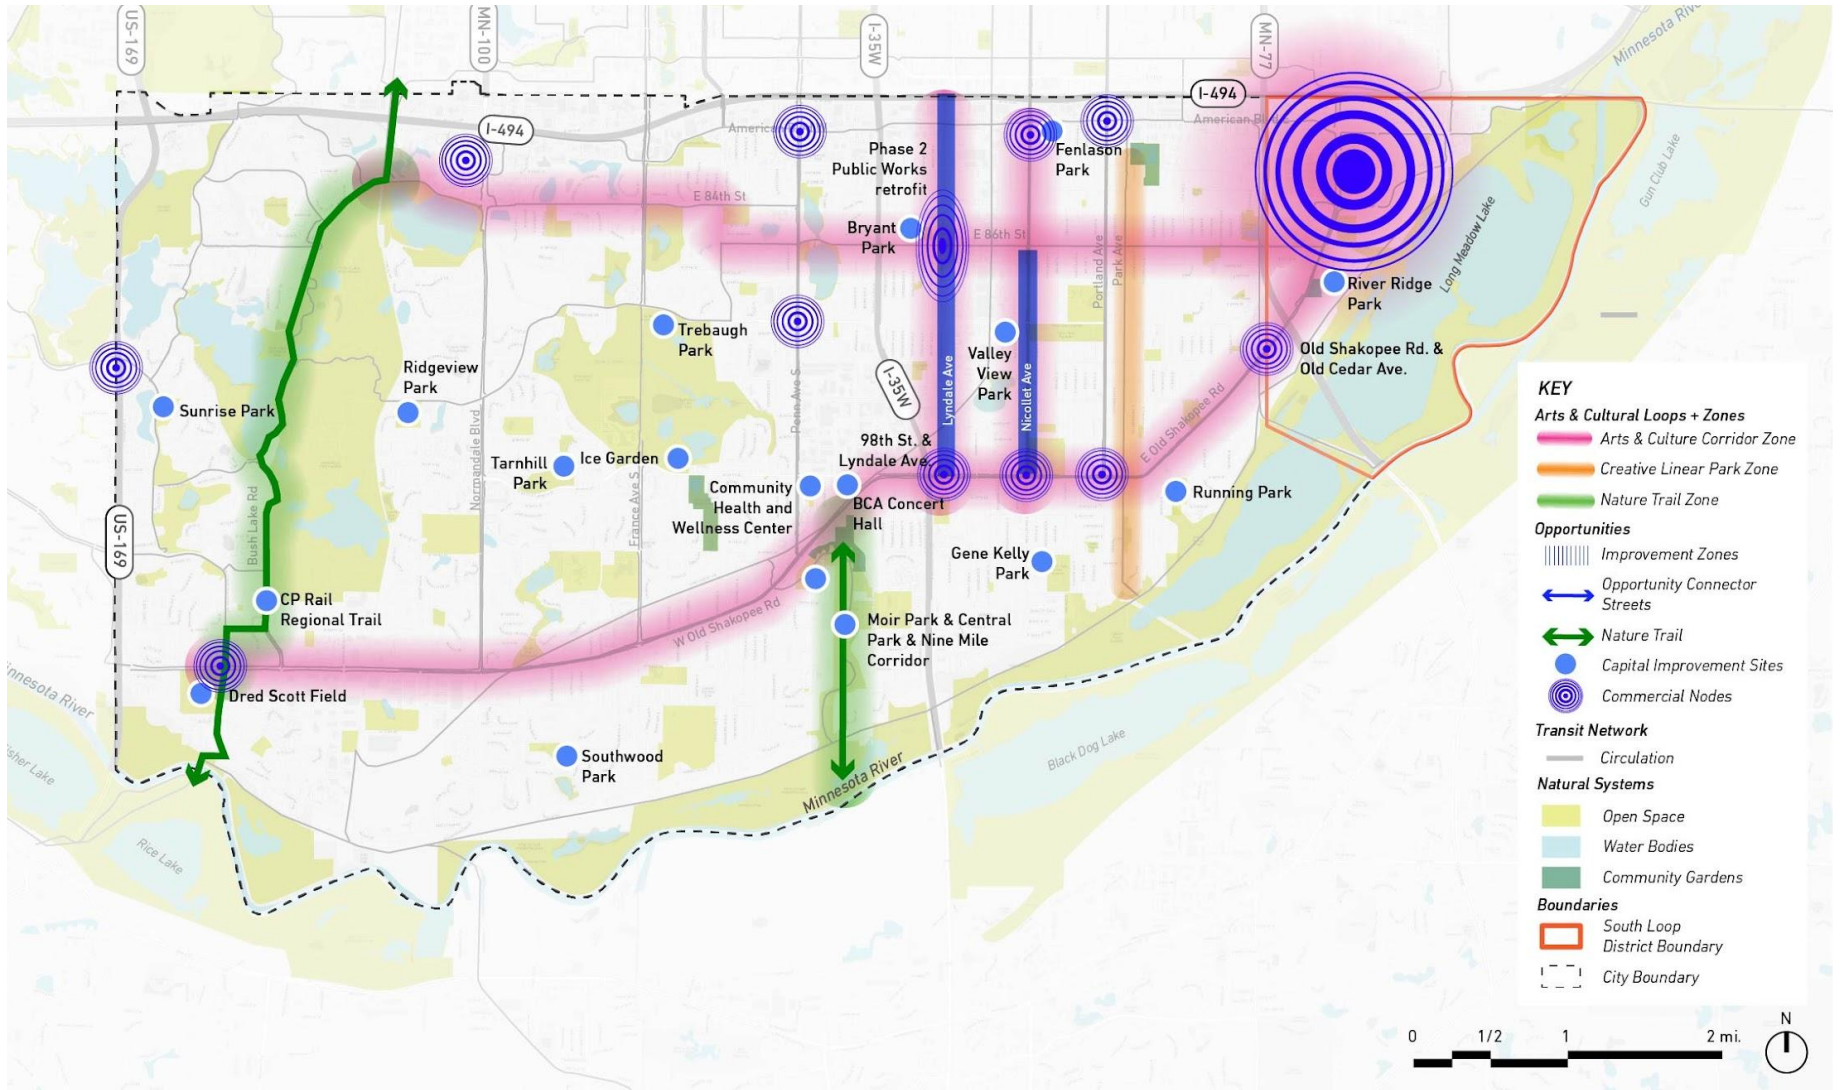 US-169
MN-100
I-35W
MN-77
Minnesota River
I-494
I-494
American
American Blvd
Phase 2
Public Works
retrofit
Fenlason
Park
E 84th St
Bryant
Park
E 86th St
Portland Ave
Park Ave
Long Meadow Lake
Gun Club Lake
River Ridge
Park
Trebaugh
Park
Ridgeview
Park
Valley
View
Park
Old Shakopee Rd. &
Old Cedar Ave.
Sunrise Park
Normandale Blvd
Penn Ave S
I-35W
Lyndale Ave
Nicollet Ave
E Old Shakopee Rd
98th St. &
Lyndale Ave.
Tarnhill
Park
Ice Garden
Community
Health and
Wellness Center
BCA Concert
Hall
Running Park
US-169
Bush Lake Rd
France Ave S
Gene Kelly
Park
CP Rail
Regional Trail
W Old Shakopee Rd
Moir Park & Central
Park & Nine Mile
Corridor
Dred Scott Field
innesota River
isher Lake
Southwood
Park
Minnesota River
Black Dog Lake
Rice Lake
KEY
Arts & Cultural Loops + Zones
Arts & Culture Corridor Zone
Creative Linear Park Zone
Nature Trail Zone
Opportunities
Improvement Zones
Opportunity Connector
Streets
Nature Trail
Capital Improvement Sites
Commercial Nodes
Transit Network
Circulation
Natural Systems
Open Space
Water Bodies
Community Gardens
Boundaries
South Loop
District Boundary
City Boundary
0 1/2 1 2 mi.
N